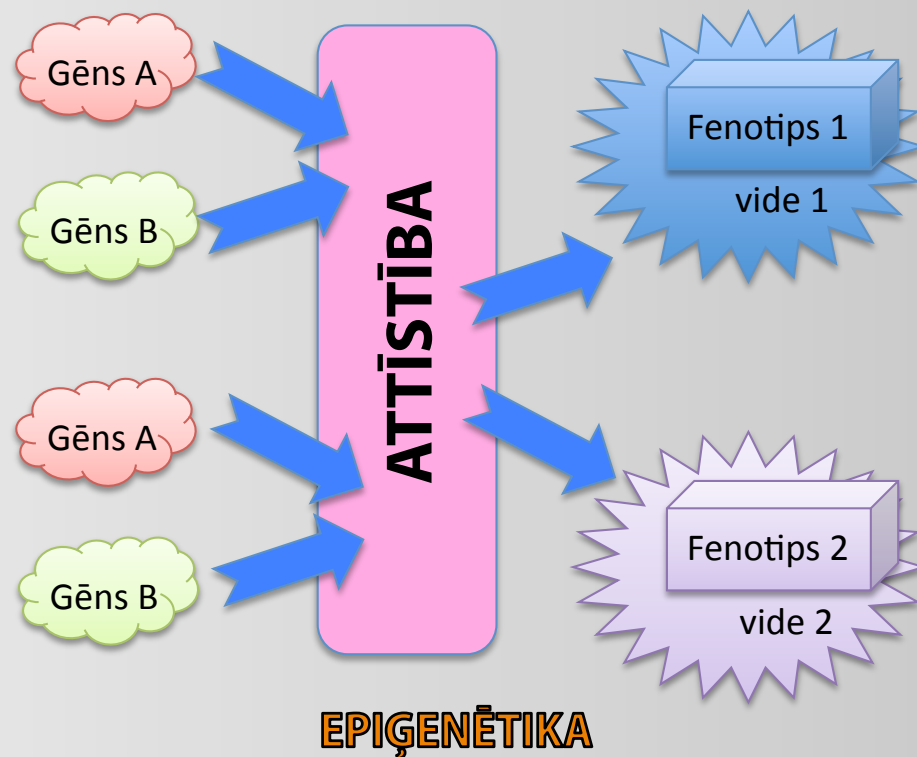 Gēns A
Gēns B
Gēns A
Gēns B
ATTĪSTĪBA
Fenotips 1
vide 1
Fenotips 2
vide 2
EPIĢENĒTIKA